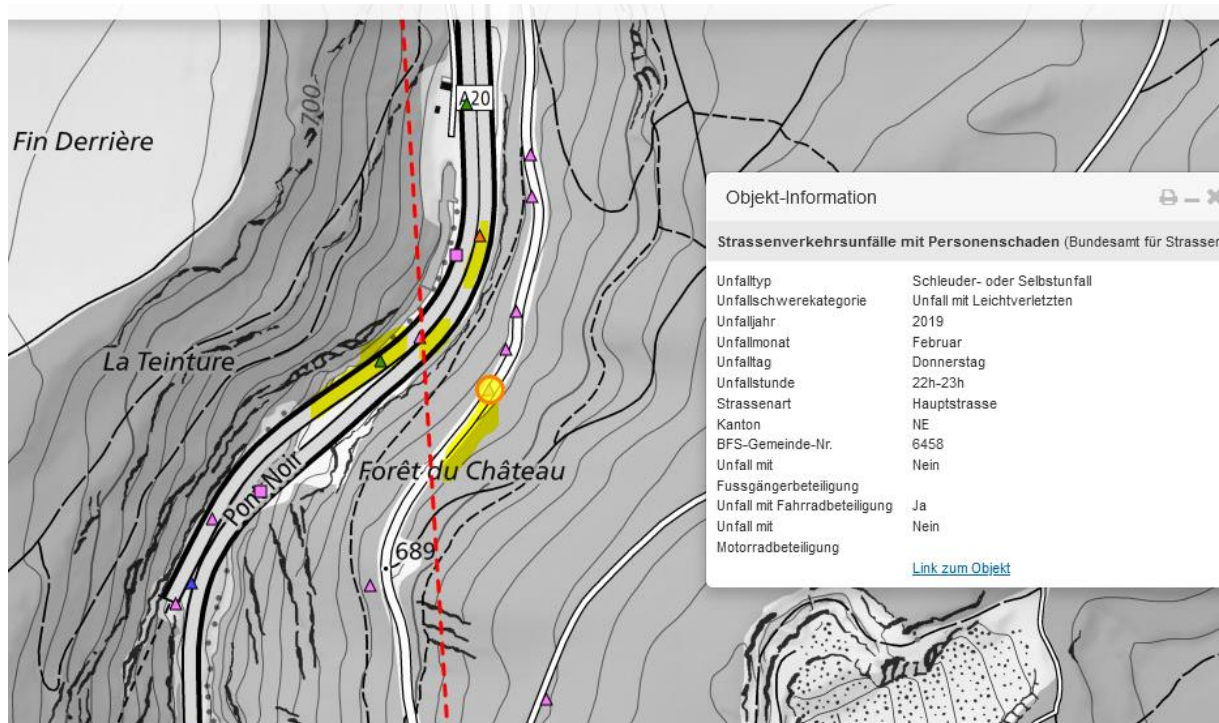 A20
700
Fin Derrière
La Teinture
Pont Noir
Forêt du Château
689
Objekt-Information
Strassenverkehrsunfälle mit Personenschaden (Bundesamt für Strassen
Unfalltyp Schleuder- oder Selbstunfall
Unfallschwerekategorie Unfall mit Leichtverletzten
Unfalljahr 2019
Unfallmonat Februar
Unfalltag Donnerstag
Unfallstunde 22h-23h
Strassenart Hauptstrasse
Kanton NE
BFS-Gemeinde-Nr. 6458
Unfall mit Nein
Fussgängerbeteiligung
Unfall mit Fahrradbeteiligung Ja
Unfall mit Nein
Motorradbeteiligung
Link zum Objekt